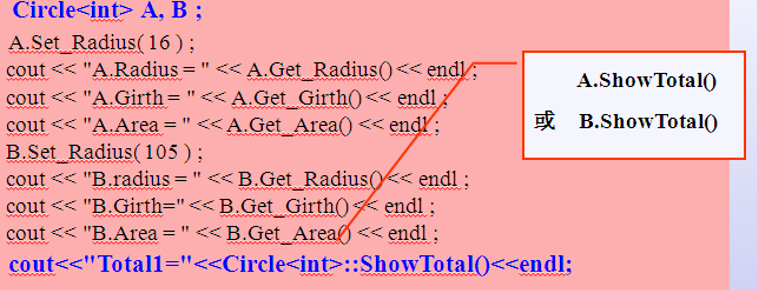 Circle<int> A, B ;
A.Set_Radius( 16 ) ;
cout << "A.Radius = " << A.Get_Radius() << endl ;
cout << "A.Girth = " << A.Get_Girth() << endl ;
cout << "A.Area = " << A.Get_Area() << endl ;
B.Set_Radius( 105 ) ;
cout << "B.radius = " << B.Get_Radius() << endl ;
cout << "B.Girth=" << B.Get_Girth() << endl ;
cout << "B.Area = " << B.Get_Area() << endl ;
cout<<"Total1="<<Circle<int>::ShowTotal()<<endl;
A.ShowTotal()
或 B.ShowTotal()